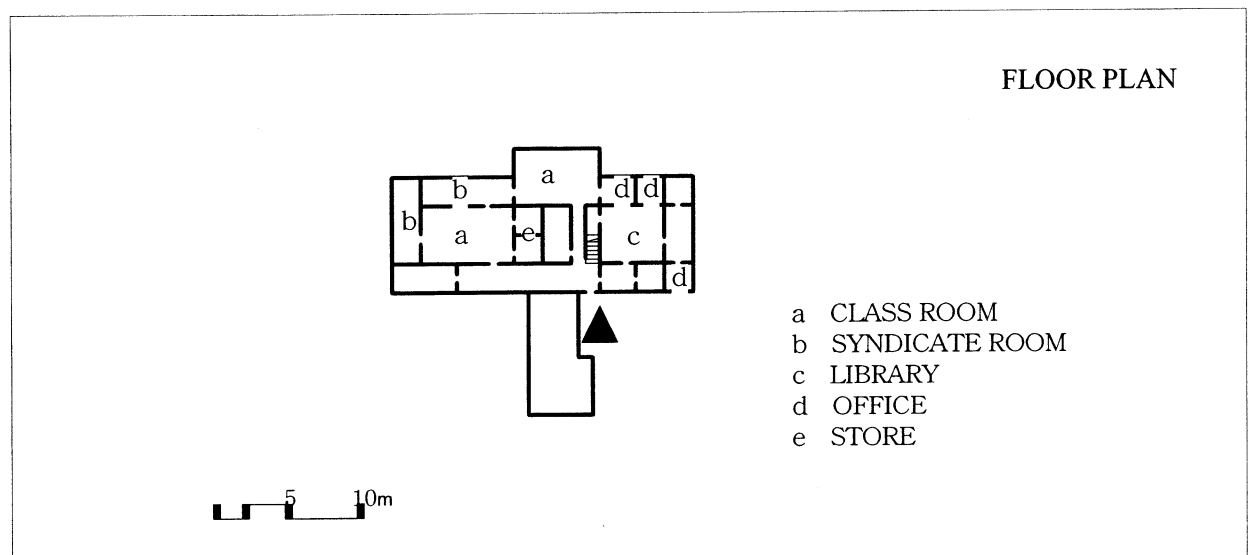 FLOOR PLAN
a
b
d d
b
a
e
c
d
a CLASS ROOM
b SYNDICATE ROOM
c LIBRARY
d OFFICE
e STORE
5 10m